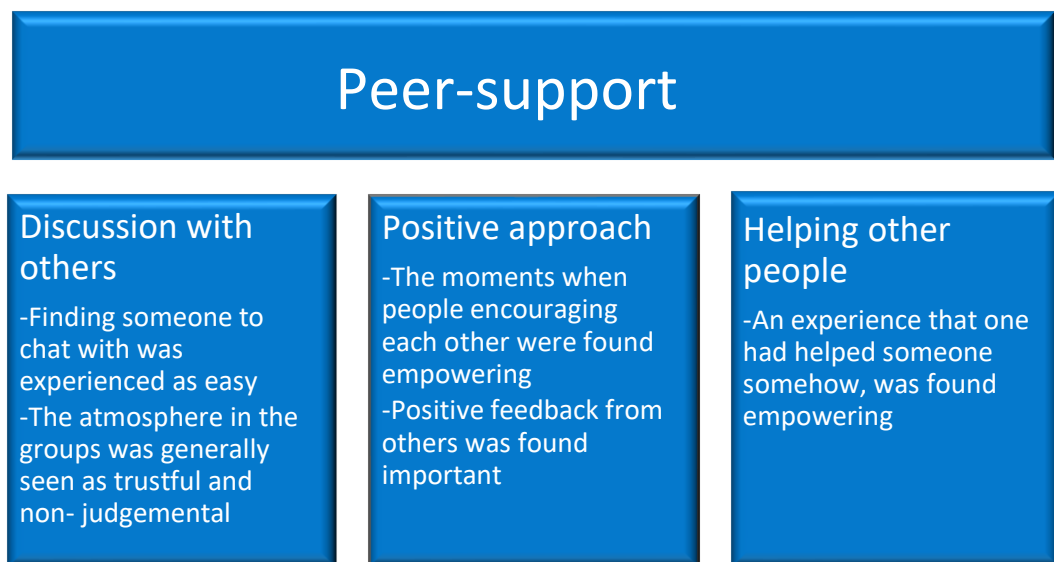 Peer-support
Discussion with
others
-Finding someone to
chat with was
experienced as easy
-The atmosphere in the
groups was generally
seen as trustful and
non- judgemental
Positive approach
-The moments when
people encouraging
each other were found
empowering
-Positive feedback from
others was found
important
Helping other
people
-An experience that one
had helped someone
somehow, was found
empowering